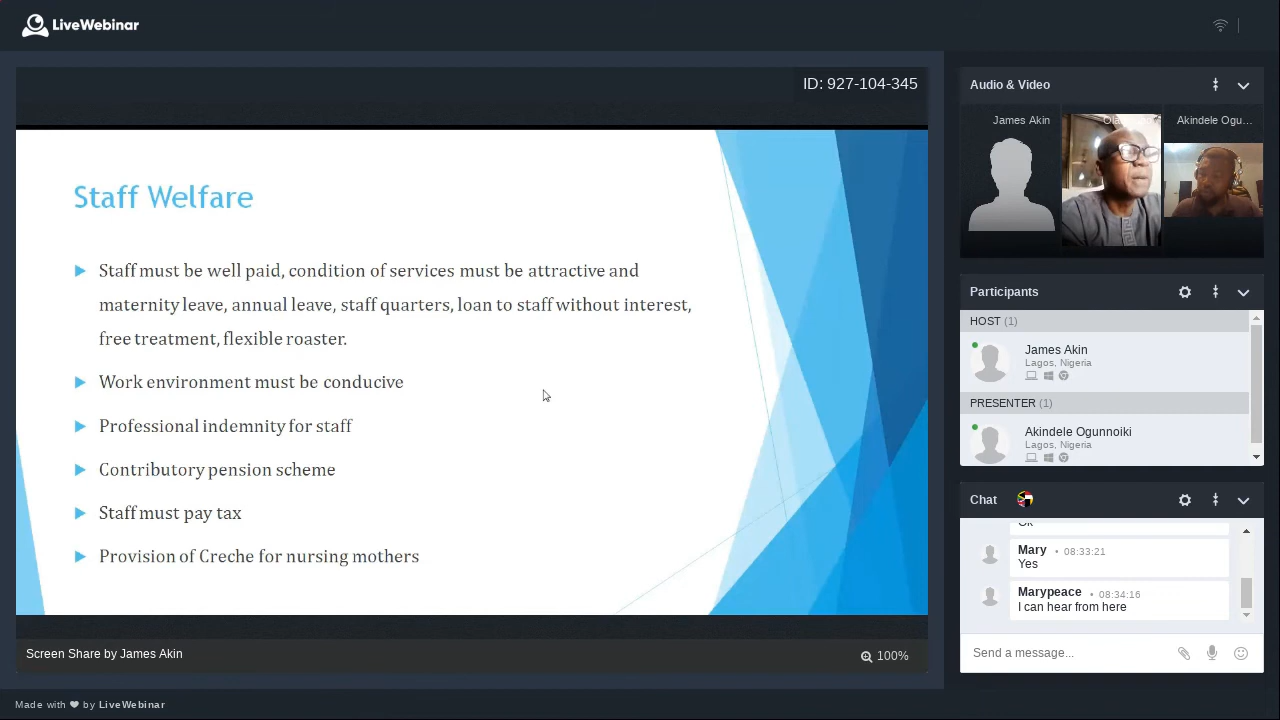 LiveWebinar
ID: 927-104-345
Staff Welfare
Staff must be well paid, condition of services must be attractive and
maternity leave, annual leave, staff quarters, loan to staff without interest,
free treatment, flexible roaster.
Work environment must be conducive
Professional indemnity for staff
Contributory pension scheme
Staff must pay tax
Provision of Creche for nursing mothers
Screen Share by James Akin
100%
Made with by LiveWebinar
Audio & Video
James Akin
Akindele Ogu...
Participants
HOST (1)
James Akin
Lagos, Nigeria
PRESENTER (1)
Akindele Ogunnoiki
Lagos, Nigeria
Chat
Mary • 08:33:21
Yes
Marypeace • 08:34:16
I can hear from here
Send a message...